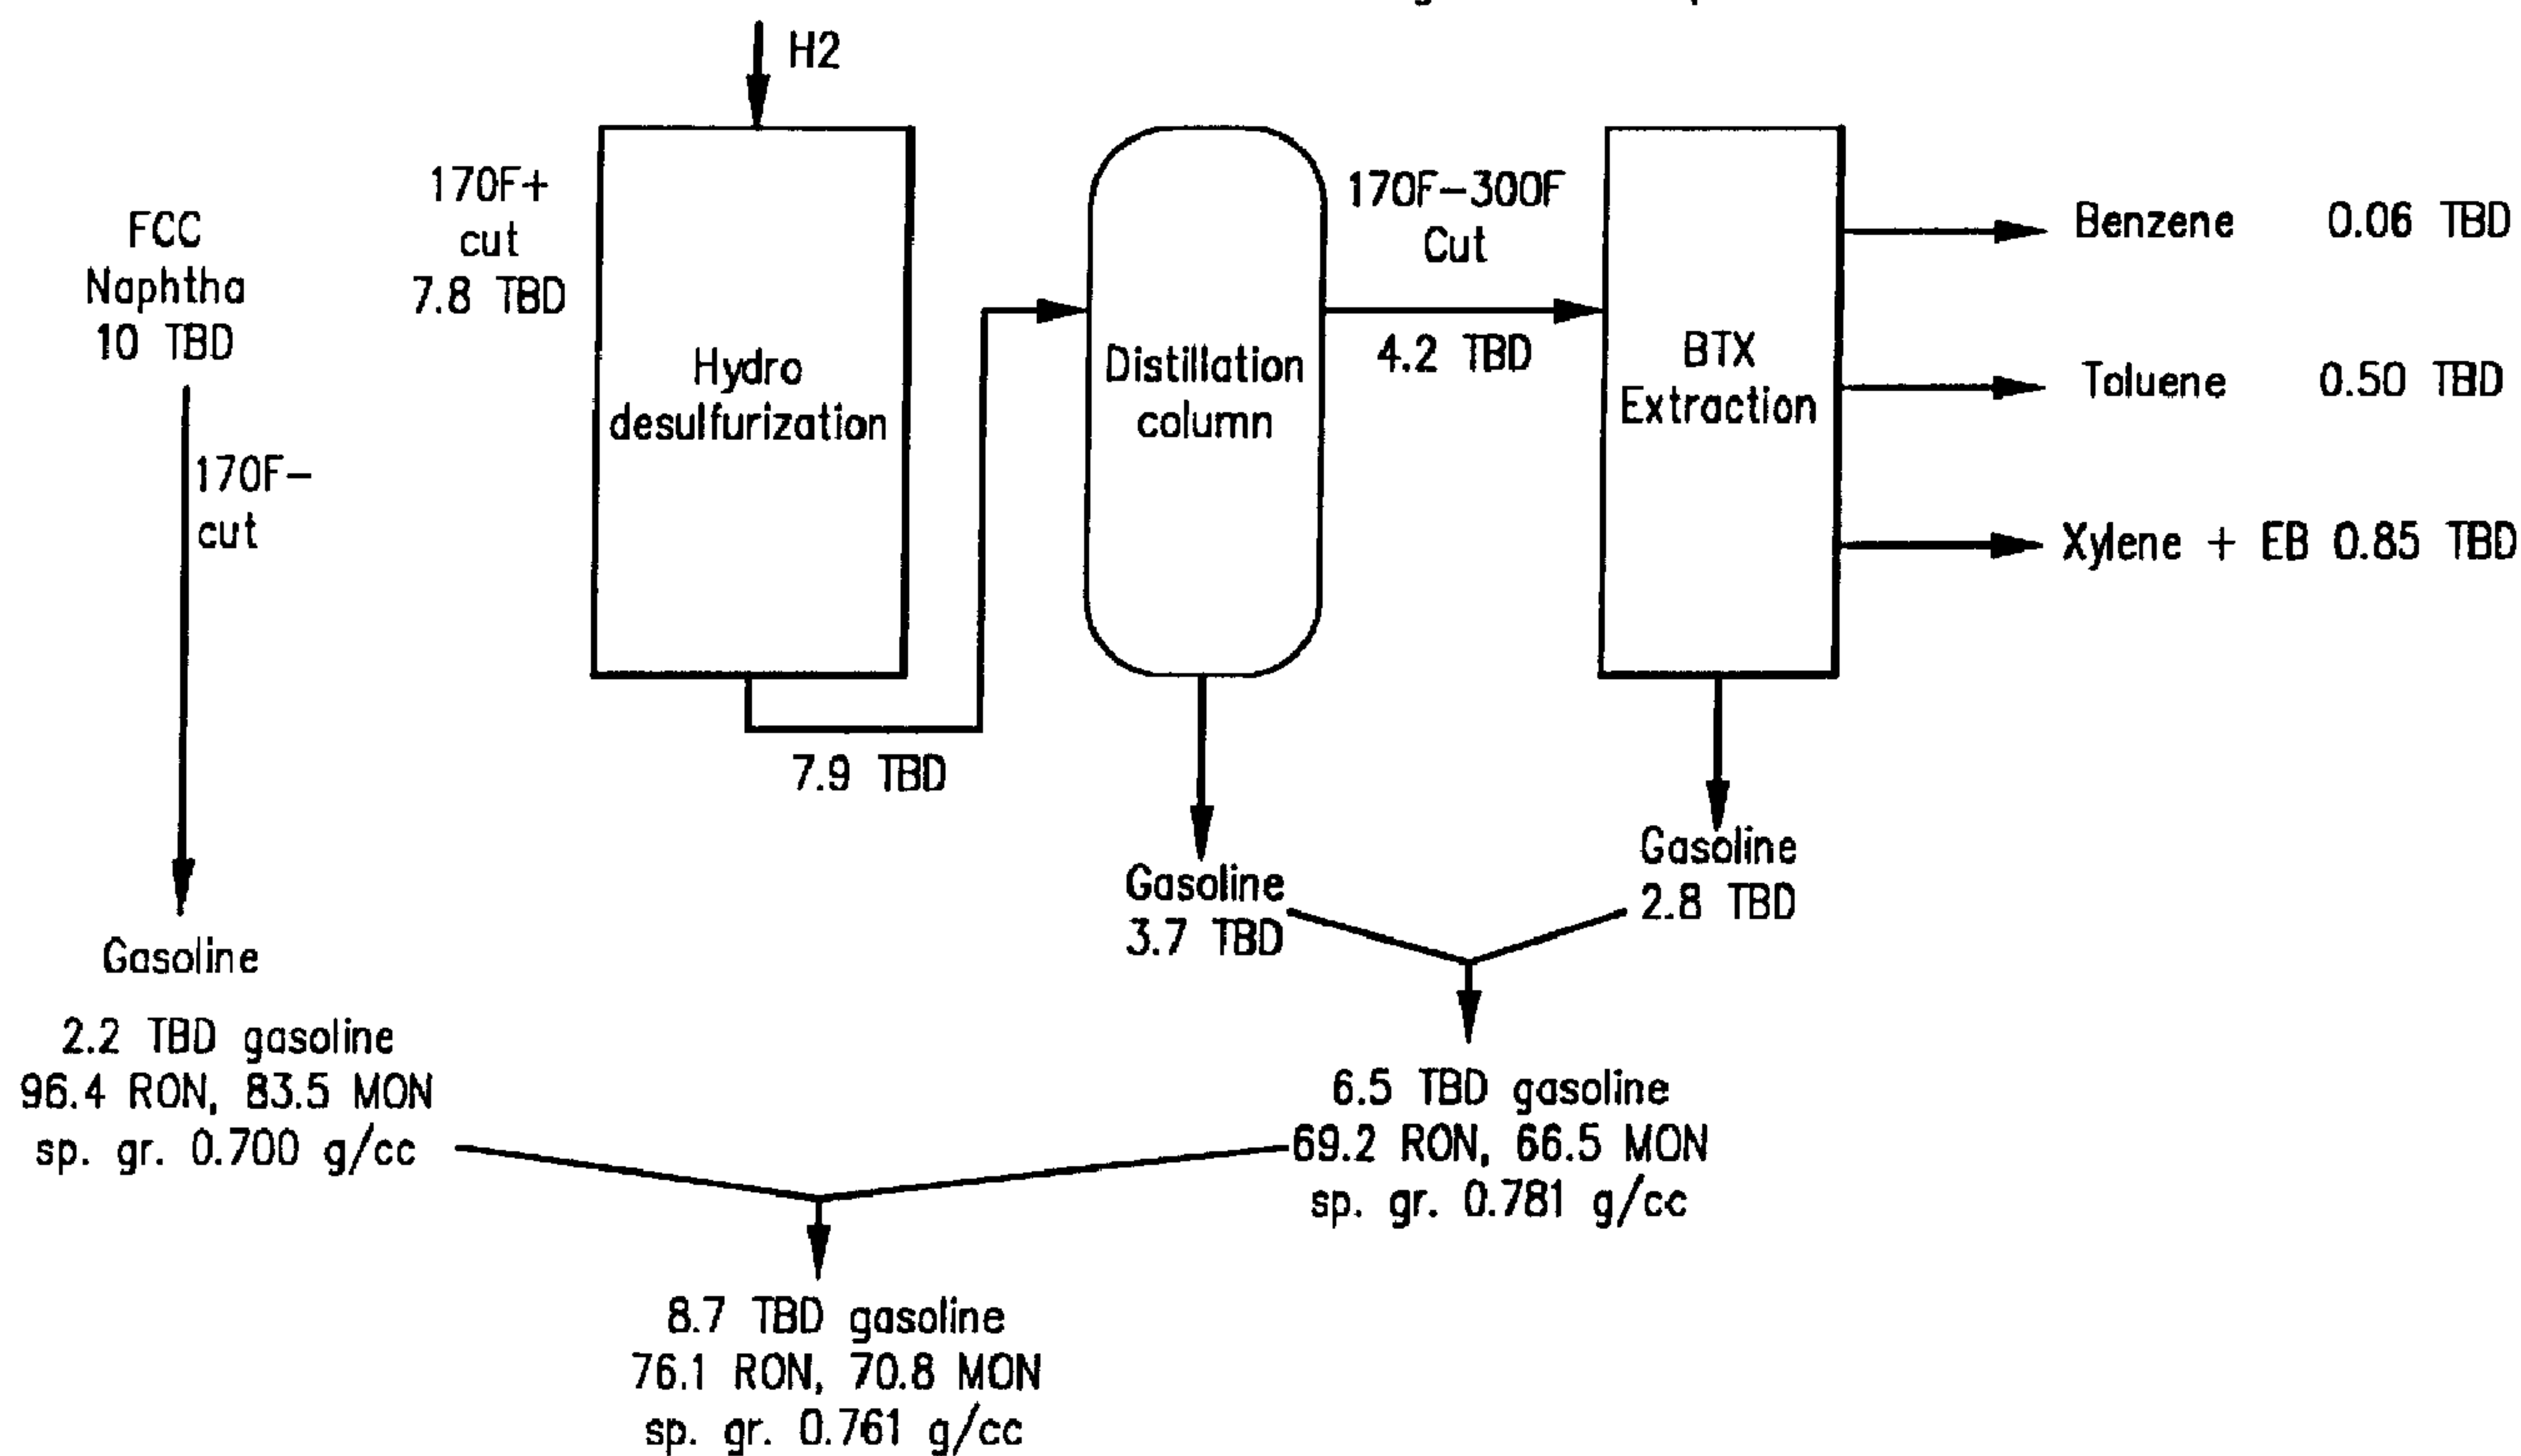 H2
FCC
Naphtha
10 TBD
170F+
cut
7.8 TBD
170F-
cut
Hydro
desulfurization
7.9 TBD
Distillation
column
170F-300F
Cut
4.2 TBD
BTX
Extraction
Benzene 0.06 TBD
Toluene 0.50 TBD
Xylene + EB 0.85 TBD
Gasoline
3.7 TBD
Gasoline
2.8 TBD
Gasoline
2.2 TBD gasoline
96.4 RON, 83.5 MON
sp. gr. 0.700 g/cc
6.5 TBD gasoline
69.2 RON, 66.5 MON
sp. gr. 0.781 g/cc
8.7 TBD gasoline
76.1 RON, 70.8 MON
sp. gr. 0.761 g/cc